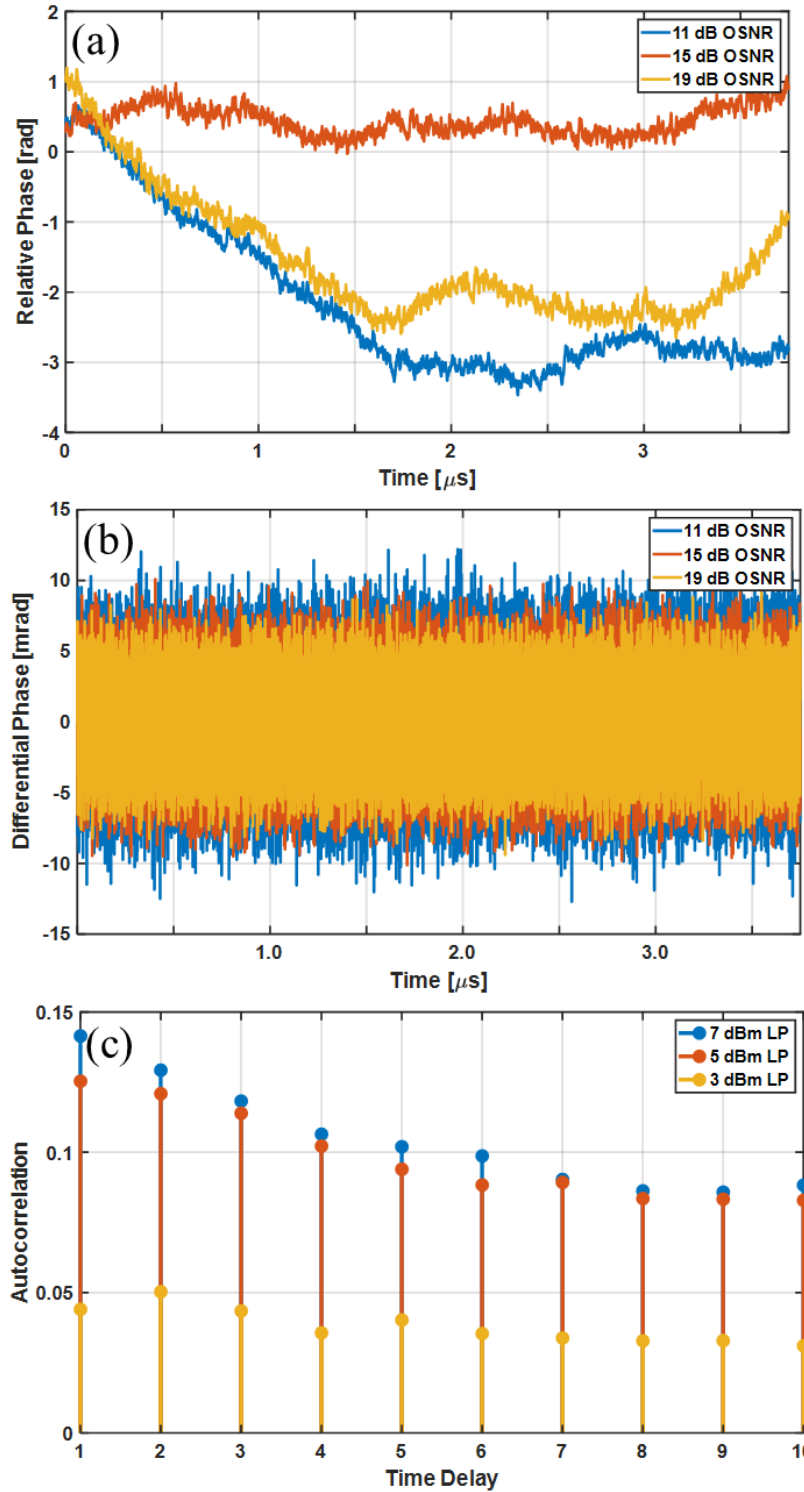 (a)
11 dB OSNR
15 dB OSNR
19 dB OSNR
2
1
0
-1
-2
-3
-4
Relative Phase [rad]
0 1 2 3
Time [μs]
(b)
11 dB OSNR
15 dB OSNR
19 dB OSNR
15
10
5
0
-5
-10
-15
Differential Phase [mrad]
1.0 2.0 3.0
Time [μs]
(c)
7 dBm LP
5 dBm LP
3 dBm LP
0.15
0.1
0.05
0
Autocorrelation
1 2 3 4 5 6 7 8 9 10
Time Delay